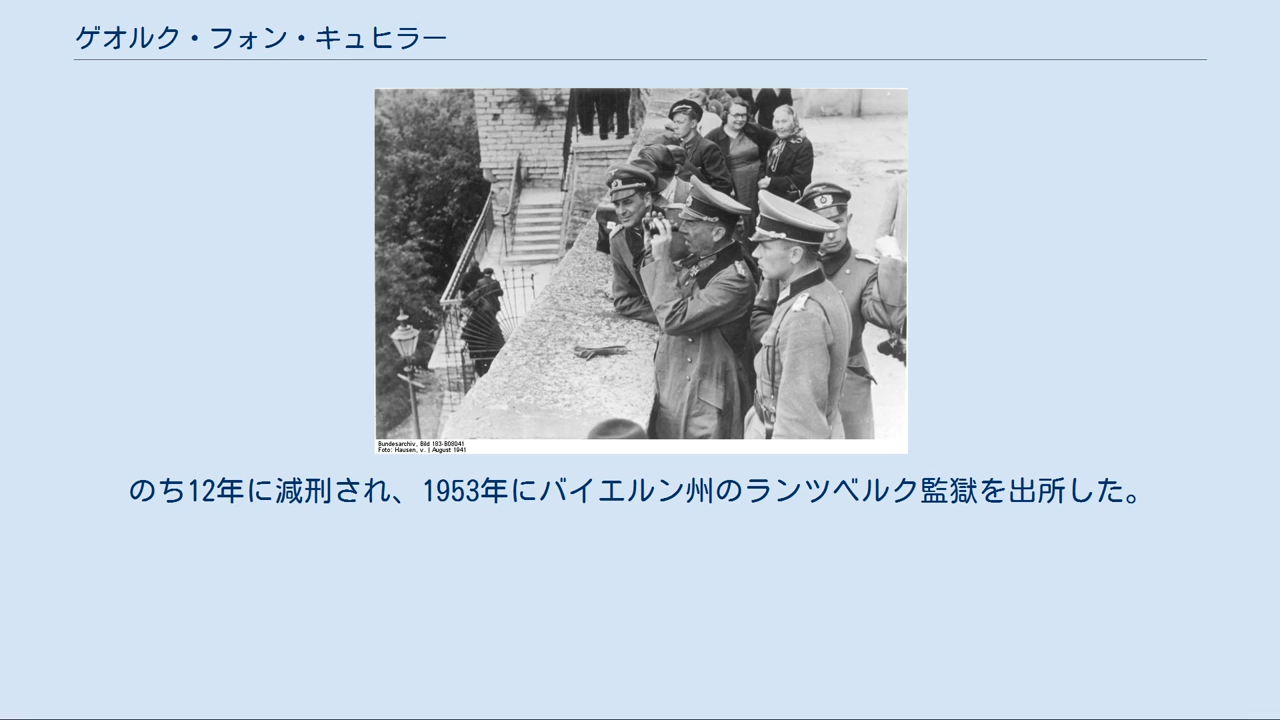 ゲオルク・フォン・キュヒラー
Bundesarchiv, Bild 183-B08041
Foto: Hausen, v. | August 1941
のち12年に減刑され、1953年にバイエルン州のランツベルク監獄を出所した。